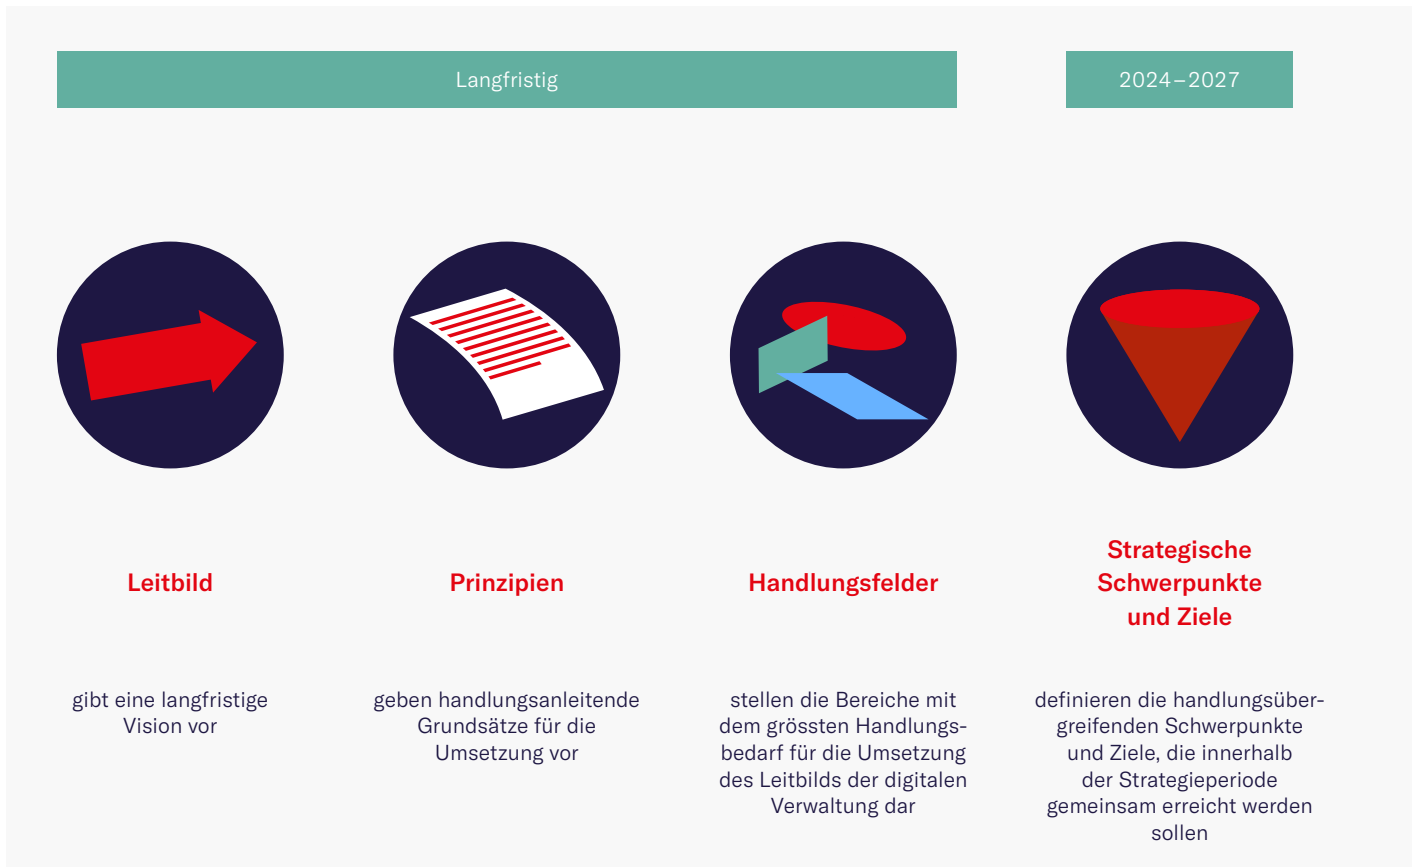 Langfristig
2024–2027
Leitbild
gibt eine langfristige
Vision vor
Prinzipien
geben handlungsanleitende
Grundsätze für die
Umsetzung vor
Handlungsfelder
stellen die Bereiche mit
dem grössten Handlungs-
bedarf für die Umsetzung
des Leitbilds der digitalen
Verwaltung dar
Strategische
Schwerpunkte
und Ziele
definieren die handlungsüber-
greifenden Schwerpunkte
und Ziele, die innerhalb
der Strategieperiode
gemeinsam erreicht werden
sollen